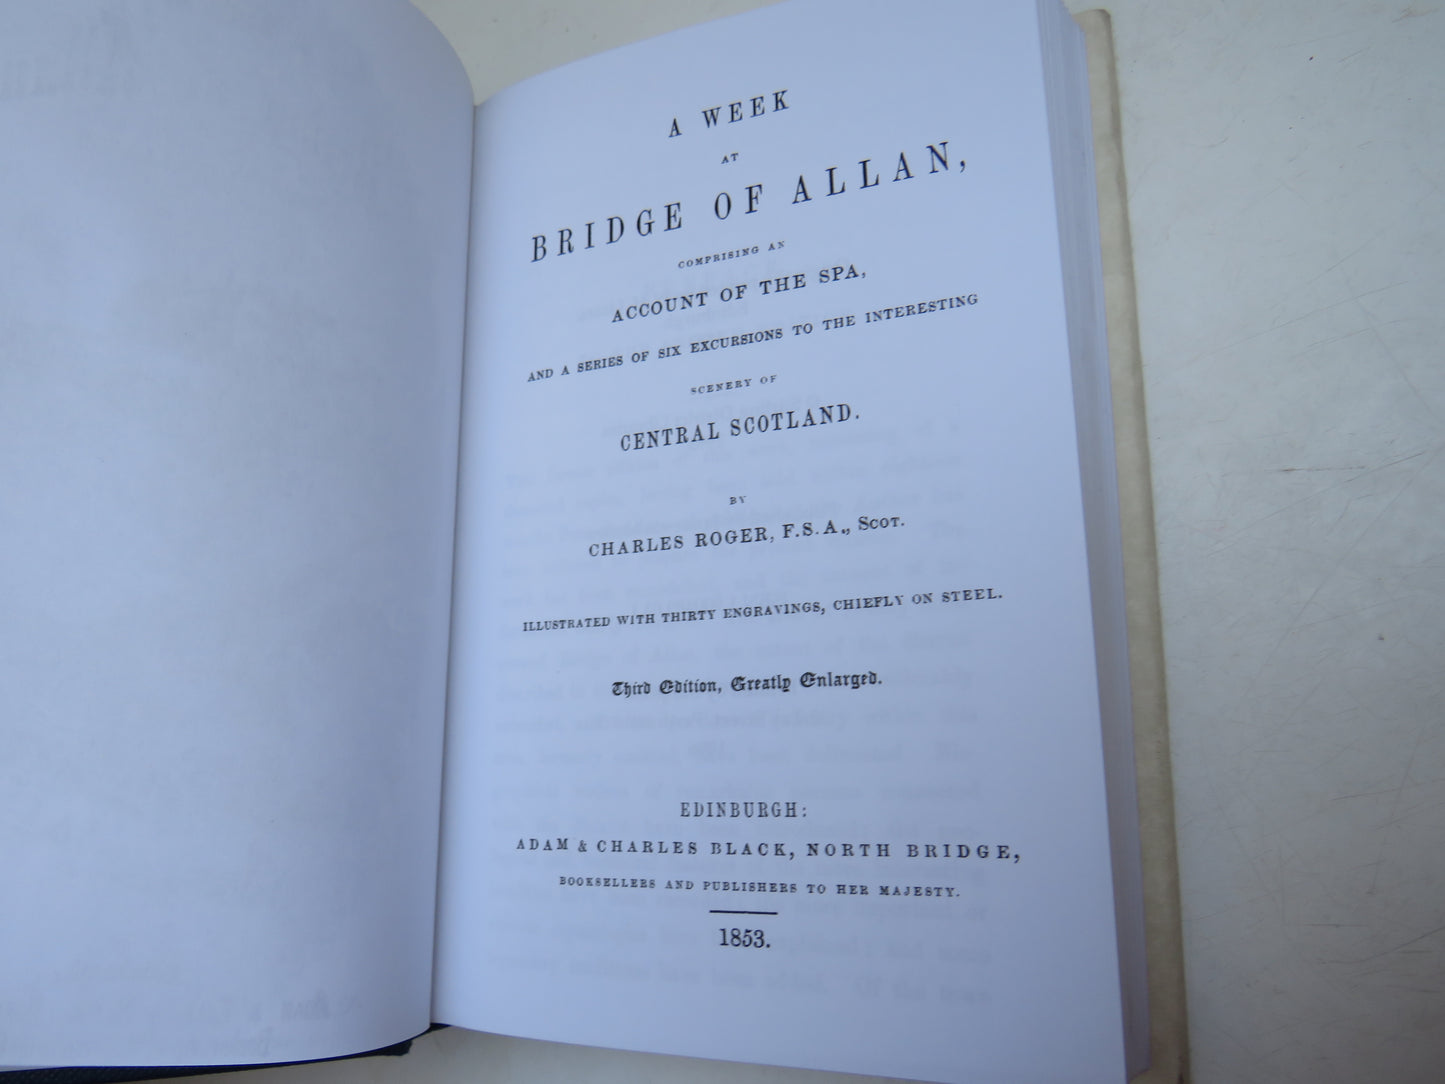 A WEEK
AT
BRIDGE OF ALLAN,
COMPRISING AN
ACCOUNT OF THE SPA,
AND A SERIES OF SIX EXCURSIONS TO THE INTERESTING
SCENERY OF
CENTRAL SCOTLAND.
BY
CHARLES ROGER, F.S.A., SCOT.
ILLUSTRATED WITH THIRTY ENGRAVINGS, CHIEFLY ON STEEL.
Third Edition, Greatly Enlarged.
EDINBURGH:
ADAM & CHARLES BLACK, NORTH BRIDGE,
BOOKSELLERS AND PUBLISHERS TO HER MAJESTY.
1853.